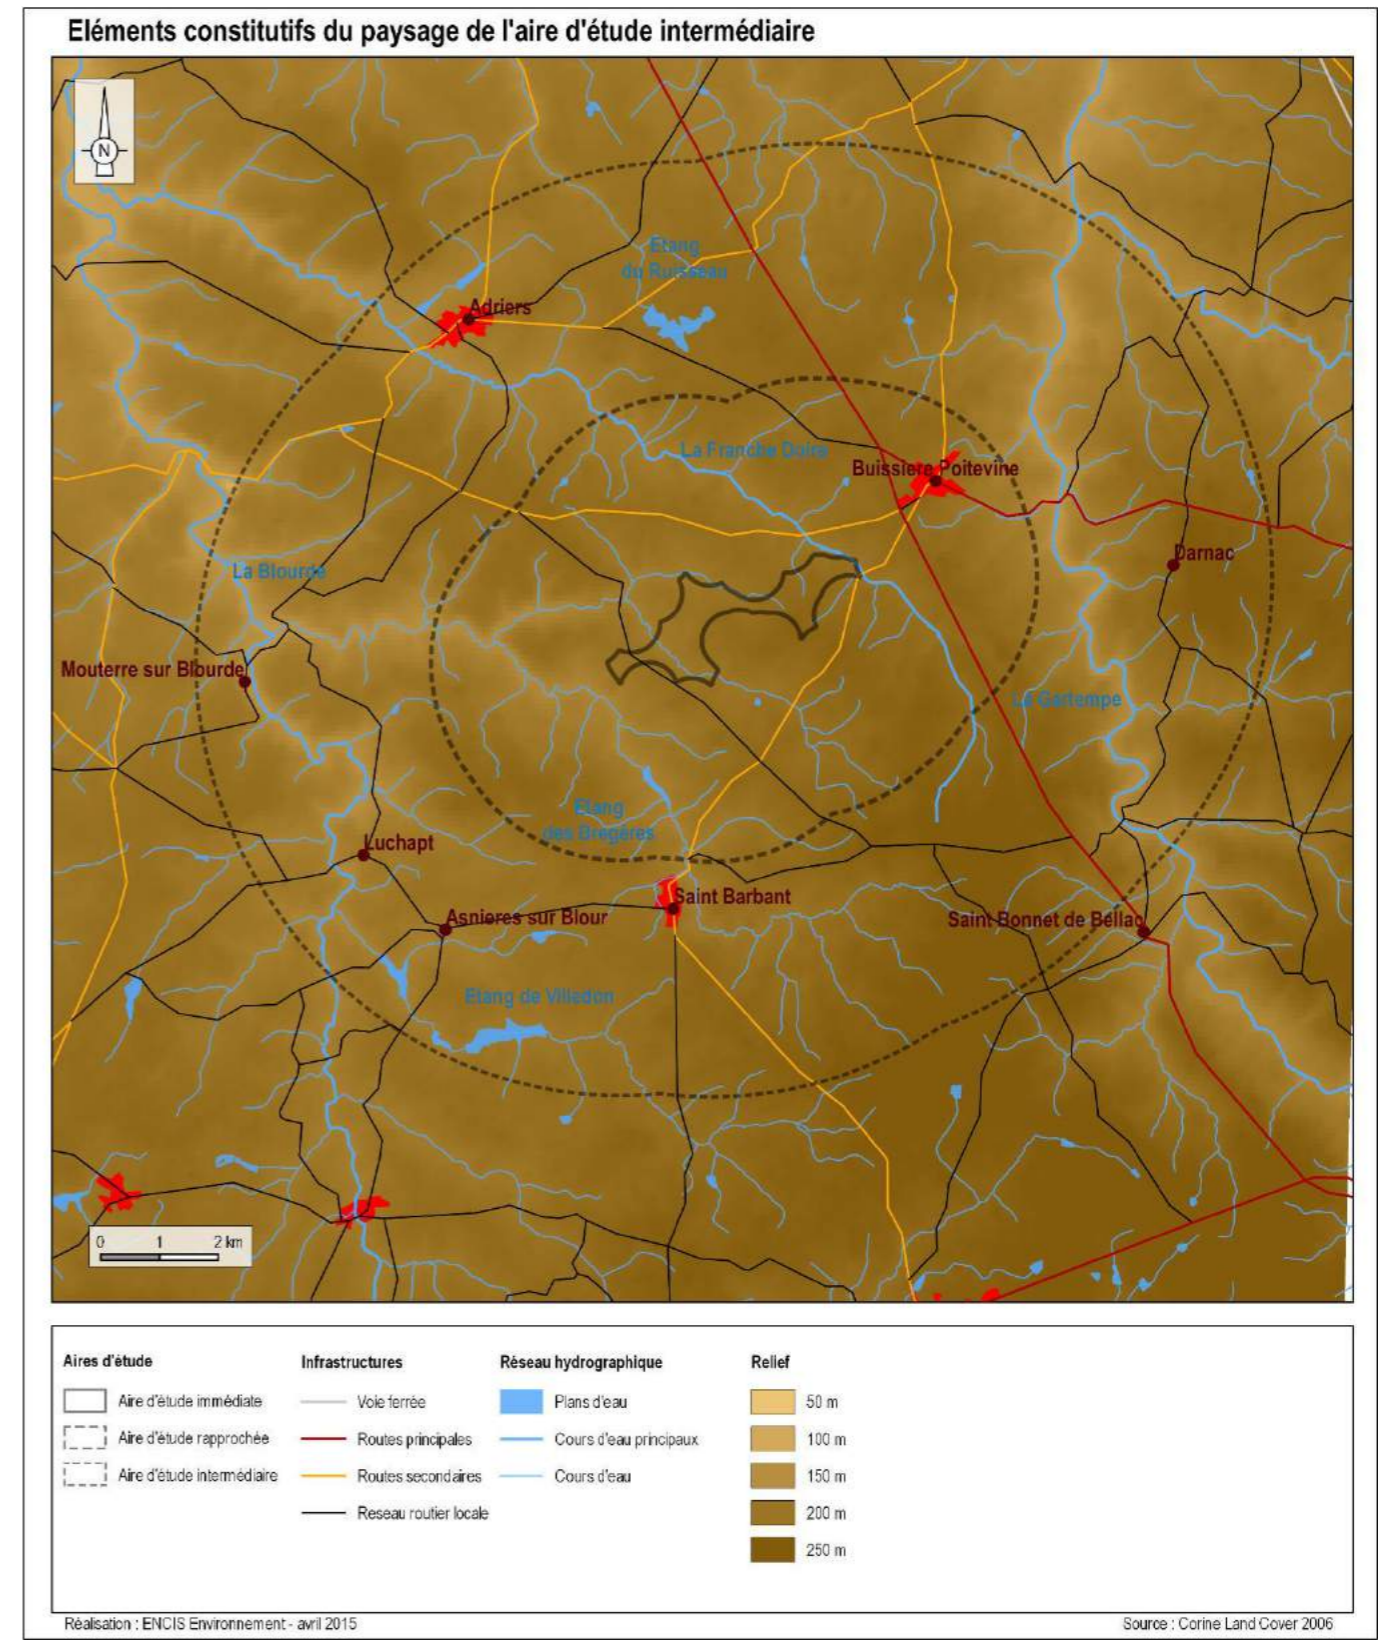 Eléments constitutifs du paysage de l'aire d'étude intermédiaire
N
Etang
du Ruisseau
Adriers
La Franche Doire
Buissiere Poitevine
Darnac
La Blourde
Mouterre sur Blourde
La Gartempe
Etang
des Bregères
Luchapt
Saint Barbant
Asnieres sur Blour
Saint Bonnet de Bellac
Etang de Villedon
0 1 2 km
Aires d'étude
Aire d'étude immédiate
Aire d'étude rapprochée
Aire d'étude intermédiaire
Infrastructures
Voie ferrée
Routes principales
Routes secondaires
Reseau routier locale
Réseau hydrographique
Plans d'eau
Cours d'eau principaux
Cours d'eau
Relief
50 m
100 m
150 m
200 m
250 m
Réalisation : ENCIS Environnement - avril 2015
Source : Corine Land Cover 2006